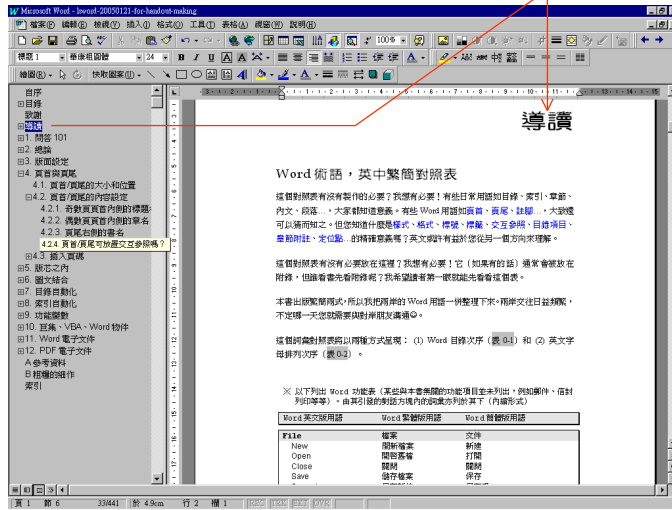 Microsoft Word - lsword-20050121-for-handout-making
檔案(F) 編輯(E) 檢視(V) 插入(I) 格式(O) 工具(T) 表格(A) 視窗(W) 說明(H)
100%
標題 1 華康粗圓體 24 B I U A A
繪圖(R) 快取圖案(U)
自序
目錄
致謝
導讀
1. 問答 101
2. 總論
3. 版面設定
4. 頁首與頁尾
4.1. 頁首/頁尾的大小和位置
4.2. 頁首/頁尾的內容設定
4.2.1. 奇數頁頁首內側的標題
4.2.2. 偶數頁頁首內側的章名
4.2.3. 頁尾右側的書名
4.2.4. 頁首/頁尾可放置交互參照嗎？
4.3. 插入頁碼
5. 版芯之內
6. 圖文結合
7. 目錄自動化
8. 索引自動化
9. 功能變數
10. 巨集、VBA、Word 物件
11. Word 電子文件
12. PDF 電子文件
A 參考資料
B 粗糧的細作
索引
導讀
Word 術語，英中繁簡對照表
這個對照表有沒有製作的必要？我想有必要！有些日常用語如目錄、索引、章節、
內文、段落…，大家都知道意義。有些 Word 用語如頁首、頁尾、註腳…，大致還
可以猜而知之。但您知道什麼是樣式、格式、標號、標籤、交互參照、目錄項目、
章節附註、定位點…的精確意義嗎？英文或許有益於您從另一個方向來理解。
這個對照表有沒有必要放在這裡？我想有必要！它（如果有的話）通常會被放在
附錄，但誰看書先看附錄呢？我希望讀者第一眼就能先看看這個表。
本書出版繁簡兩式，所以我把兩岸的 Word 用語一併整理下來。兩岸交往日益頻繁，
不定哪一天您就需要與對岸朋友溝通☺。
這個詞彙對照表將以兩種方式呈現： (1) Word 目錄次序（表 0-1）和 (2) 英文字
母排列次序（表 0-2）。
※ 以下列出 Word 功能表（某些與本書無關的功能項目並未列出，例如郵件、信封
列印等等）。由其引發的對話方塊內的詞彙亦列於其下（內縮形式）
Word 英文版用語 Word 繁體版用語 Word 簡體版用語
File 檔案 文件
New 開新檔案 新建
Open 開啓舊檔 打開
Close 關閉 關閉
Save 儲存檔案 保存
頁 1 節 6 33/441 於 4.9cm 行 2 欄 1 REC TRK EXT OVR